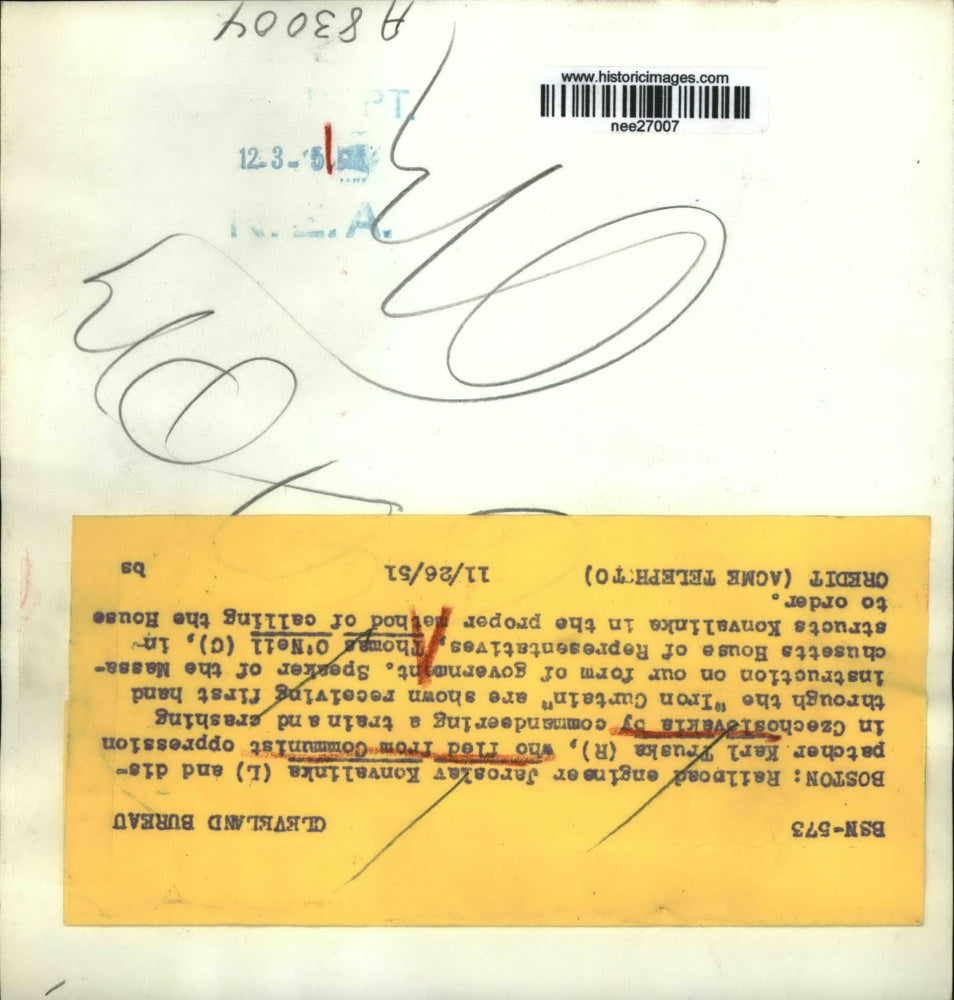 A 83004
www.historicimages.com
nee27007
12-3-51
N.E.A.
BSN-573 CLEVELAND BUREAU
BOSTON: Railroad engineer Jaroslav Konvalinka (L) and dis-
patcher Karl Truska (R), who fled from Communist oppression
in Czechoslovakia by commandeering a train and crashing
through the "Iron Curtain" are shown receiving first hand
instruction on our form of government. Speaker of the Massa-
chusetts House of Representatives, Thomas O'Neil (C), in-
structs Konvalinka in the proper method of calling the House
to order.
CREDIT (ACME TELEPHOTO) 11/26/51 bs